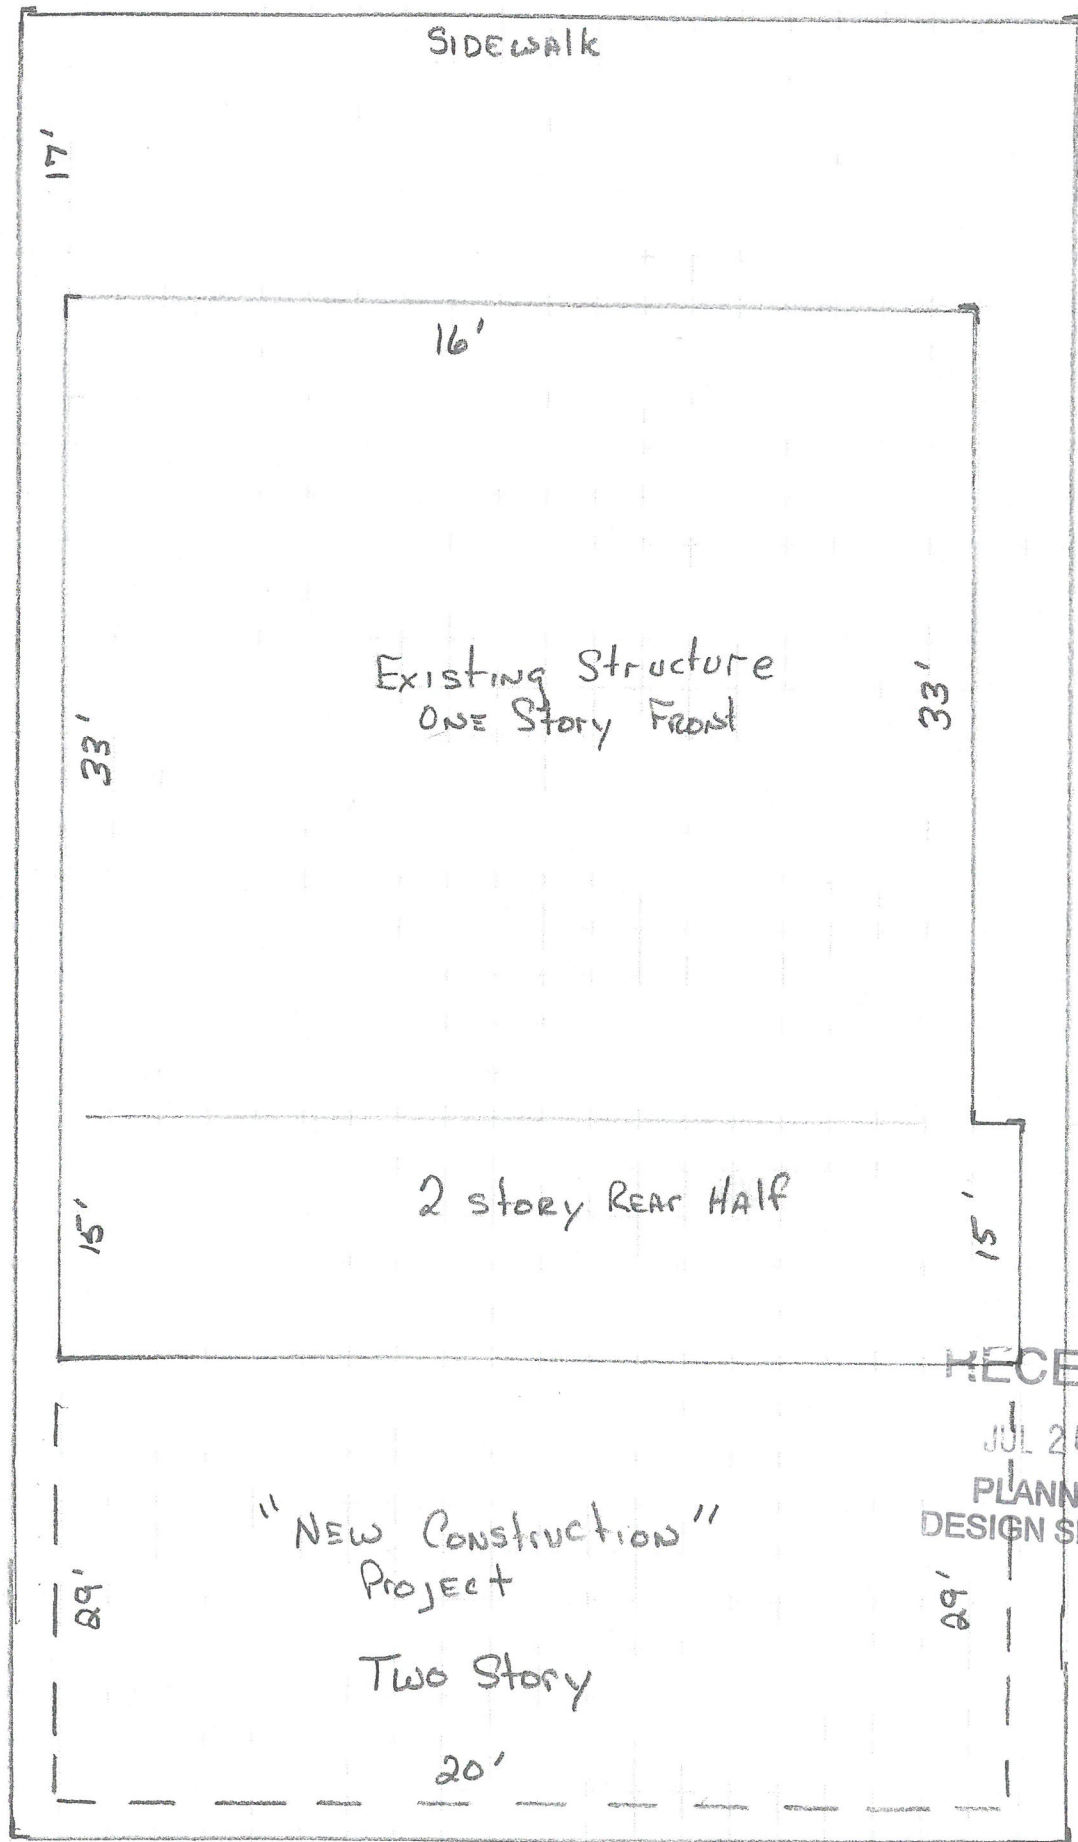 SIDEWALK
17'
16'
Existing Structure
ONE Story Front
33'
33'
2 STORY REAR HALF
15'
15'
JUL 2
PLANN
DESIGN S
"NEW Construction"
Project
29'
29'
Two Story
20'